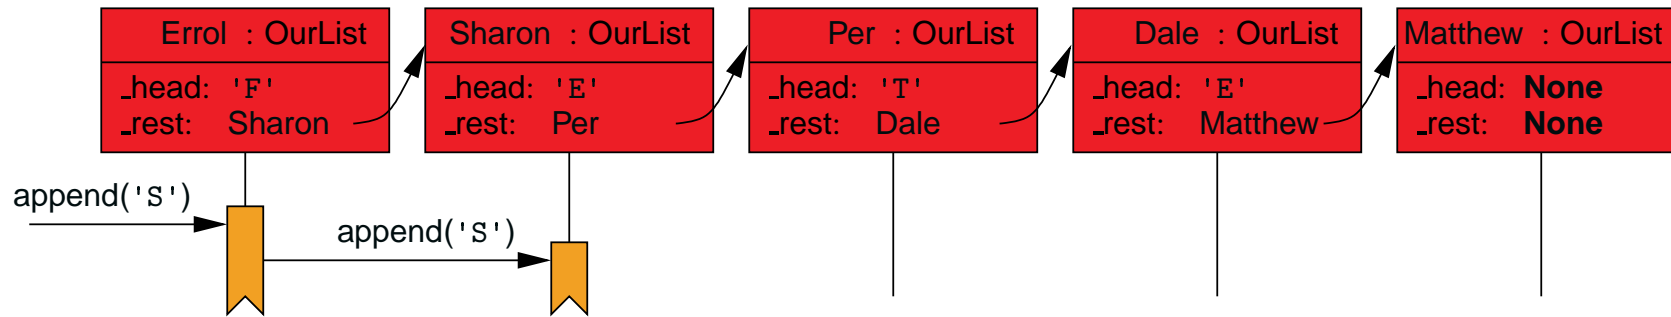 Errol : OurList
_head: 'F'
_rest: Sharon
Sharon : OurList
_head: 'E'
_rest: Per
Per : OurList
_head: 'T'
_rest: Dale
Dale : OurList
_head: 'E'
_rest: Matthew
Matthew : OurList
_head: None
_rest: None
append('S')
append('S')